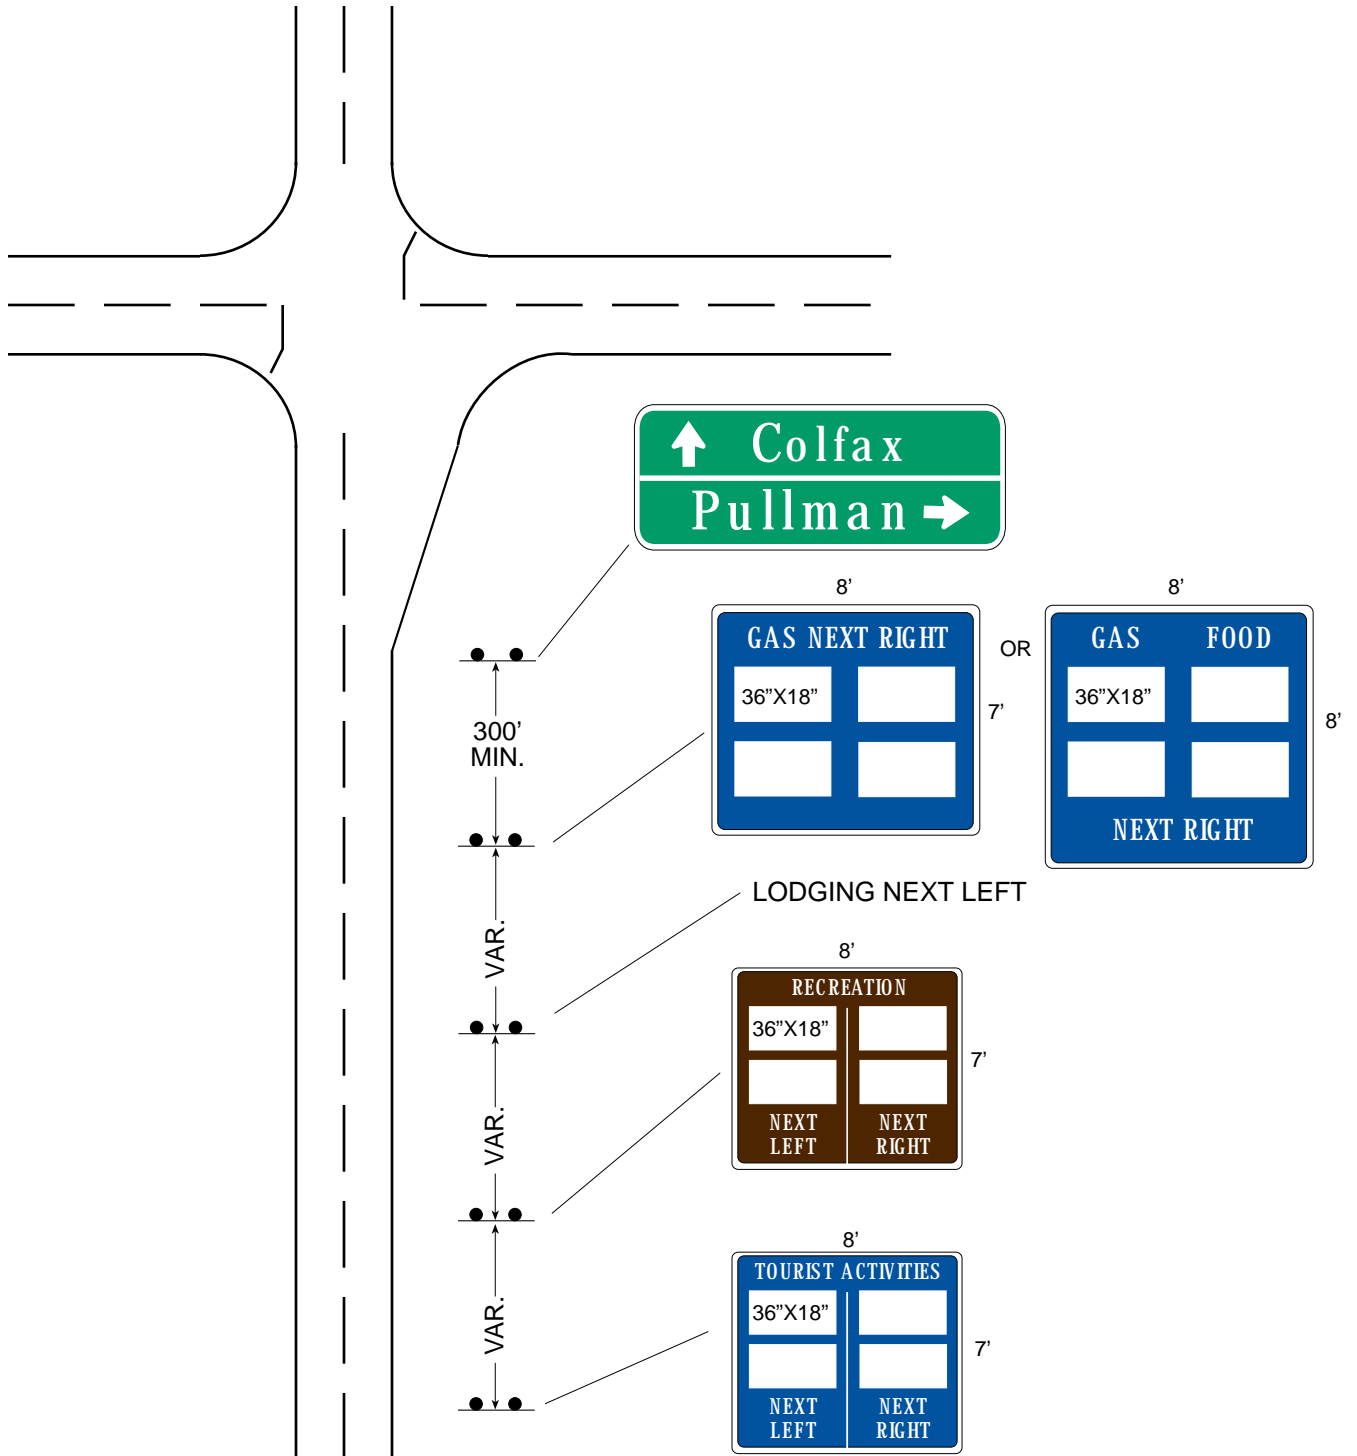 Colfax
Pullman
8’
8’
GAS NEXT RIGHT
GAS FOOD
OR
36”X18”
36”X18”
7’
8’
300’
MIN.
NEXT RIGHT
LODGING NEXT LEFT
VAR.
8’
RECREATION
36”X18”
7’
VAR.
NEXT
LEFT
NEXT
RIGHT
8’
TOURIST ACTIVITIES
36”X18”
VAR.
7’
NEXT
LEFT
NEXT
RIGHT